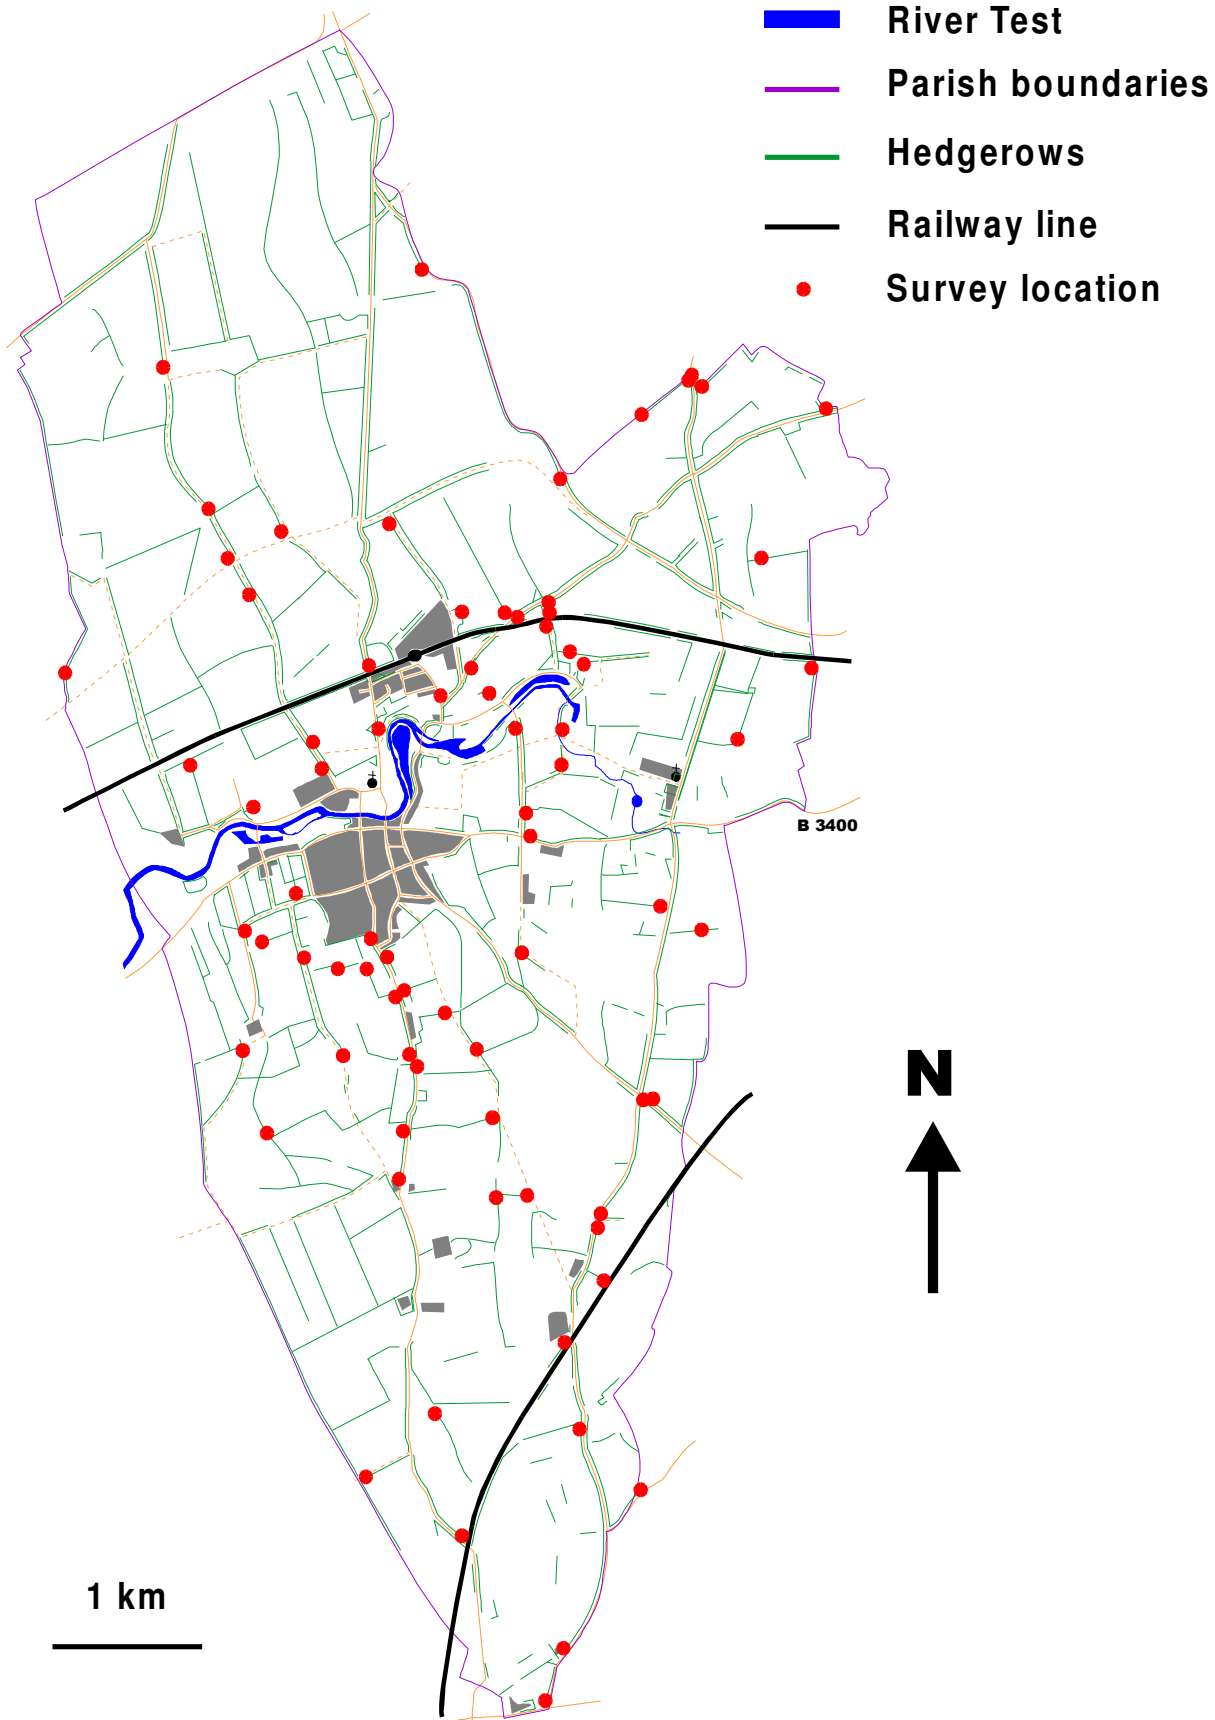 River Test
Parish boundaries
Hedgerows
Railway line
Survey location
B 3400
N
1 km